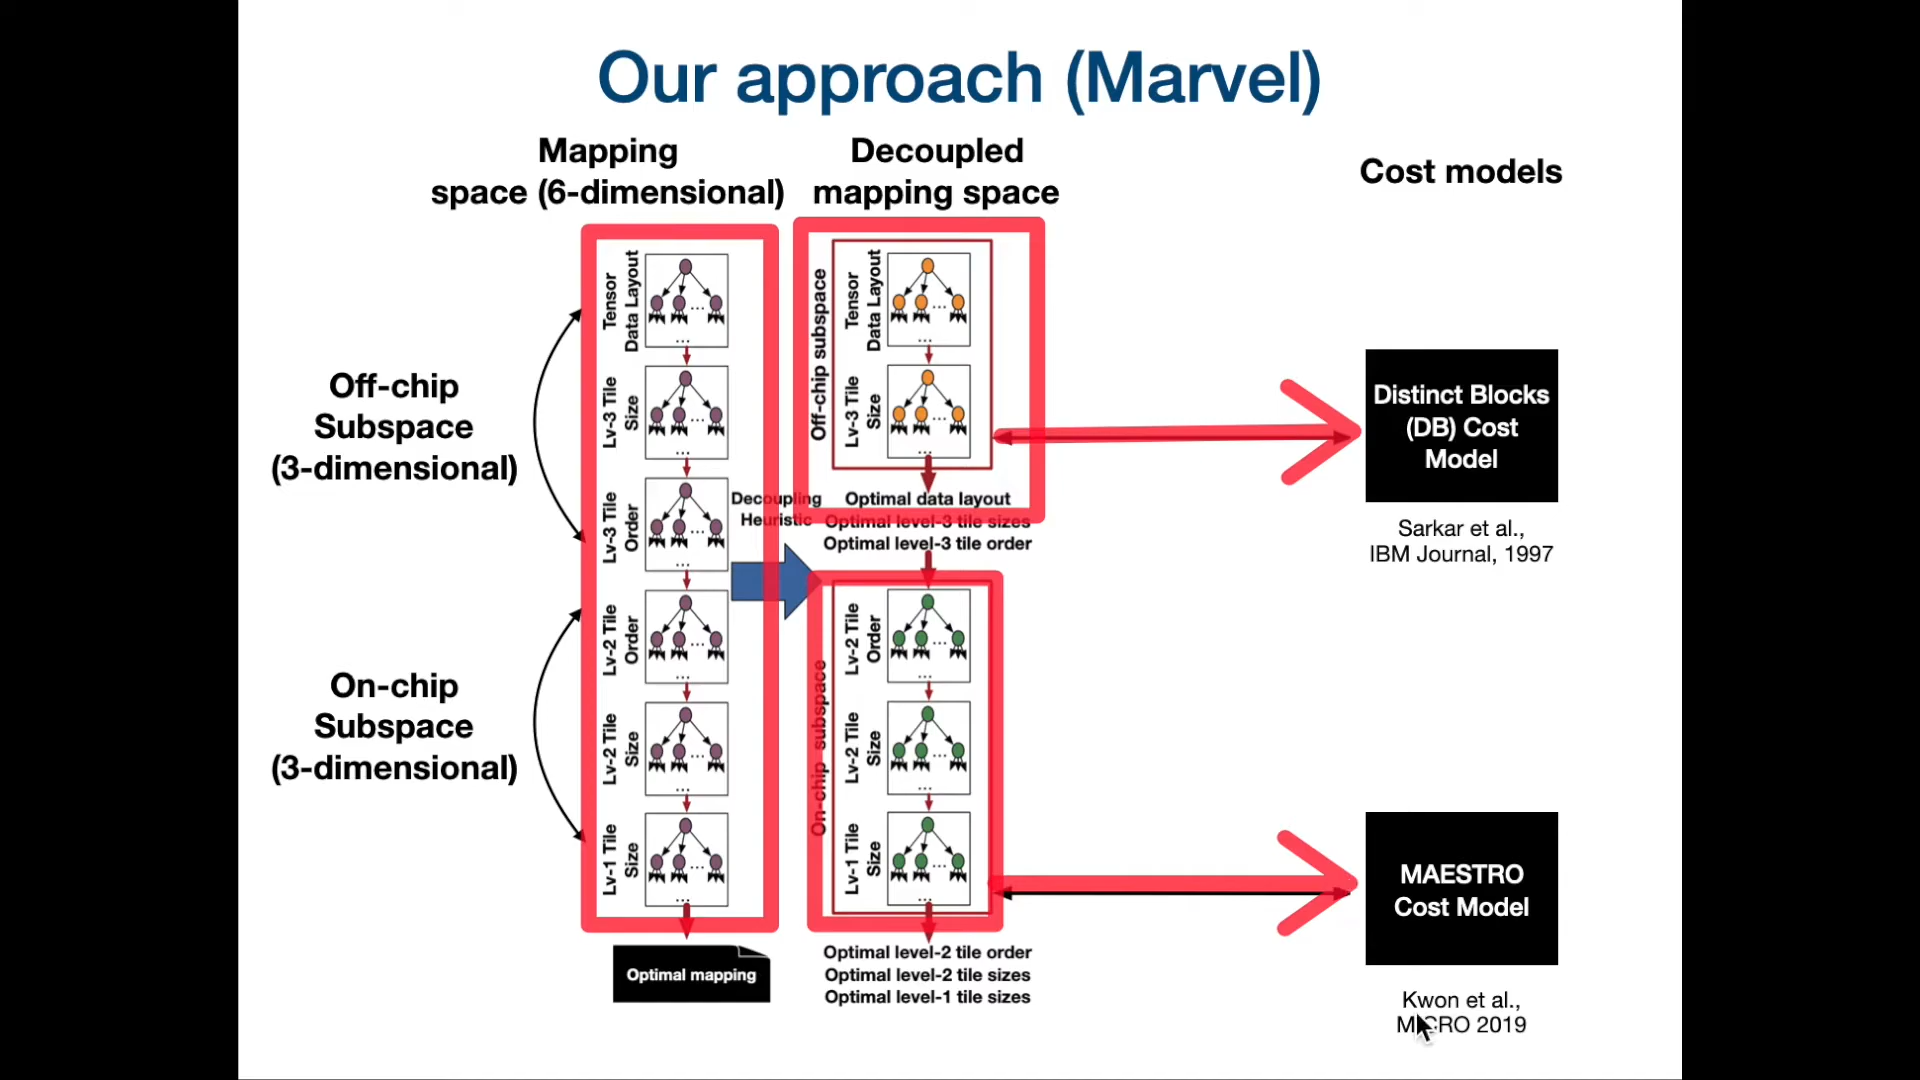 Our approach (Marvel)
Mapping
space (6-dimensional)
Decoupled
mapping space
Cost models
Off-chip
Subspace
(3-dimensional)
On-chip
Subspace
(3-dimensional)
Tensor
Data Layout
Lv-3 Tile
Size
Lv-3 Tile
Order
Lv-2 Tile
Order
Lv-2 Tile
Size
Lv-1 Tile
Size
Optimal mapping
Decoupling
Heuristic
Off-chip subspace
Tensor
Data Layout
Lv-3 Tile
Size
Optimal data layout
Optimal level-3 tile sizes
Optimal level-3 tile order
On-chip subspace
Lv-2 Tile
Order
Lv-2 Tile
Size
Lv-1 Tile
Size
Optimal level-2 tile order
Optimal level-2 tile sizes
Optimal level-1 tile sizes
Distinct Blocks
(DB) Cost
Model
Sarkar et al.,
IBM Journal, 1997
MAESTRO
Cost Model
Kwon et al.,
MICRO 2019